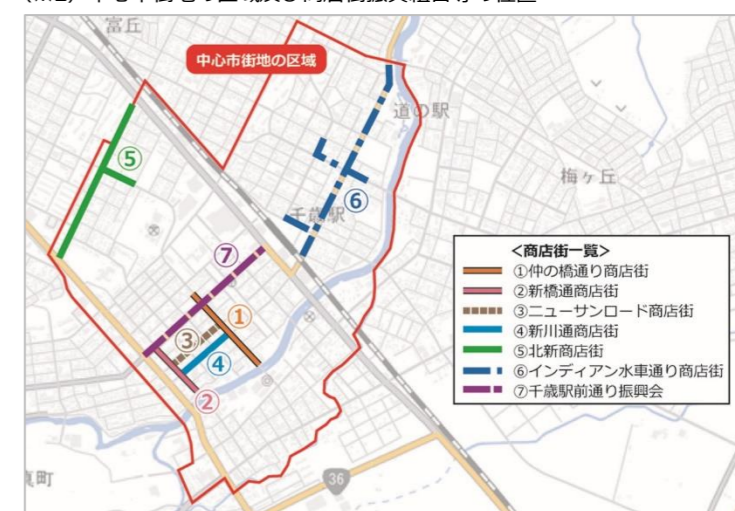 富丘
中心市街地の区域
道の駅
梅ヶ丘
⑤
⑥
千歳駅
⑦
①
③
④
②
<商店街一覧>
①仲の橋通り商店街
②新橋通商店街
③ニューサンロード商店街
④新川通商店街
⑤北新商店街
⑥インディアン水車通り商店街
⑦千歳駅前通り振興会
36
町